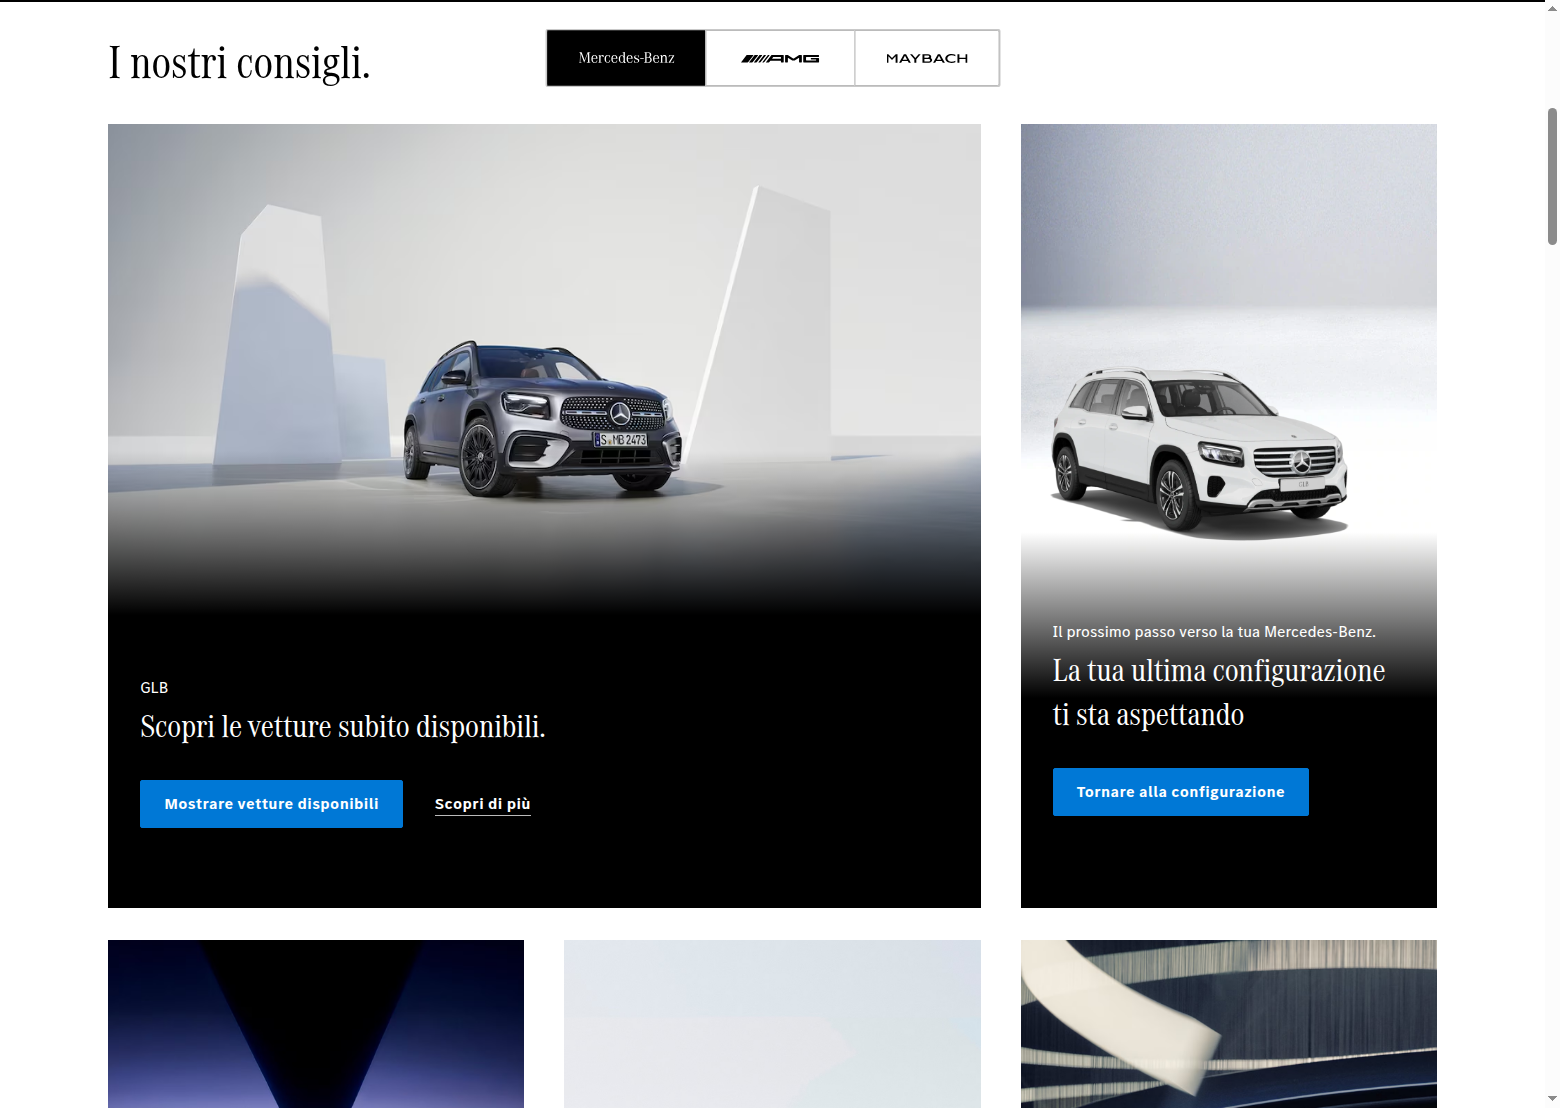 I nostri consigli.
Mercedes-Benz
AMG
MAYBACH
S MB 2473
GLB
GLB
Scopri le vetture subito disponibili.
Mostrare vetture disponibili
Scopri di più
Il prossimo passo verso la tua Mercedes-Benz.
La tua ultima configurazione
ti sta aspettando
Tornare alla configurazione